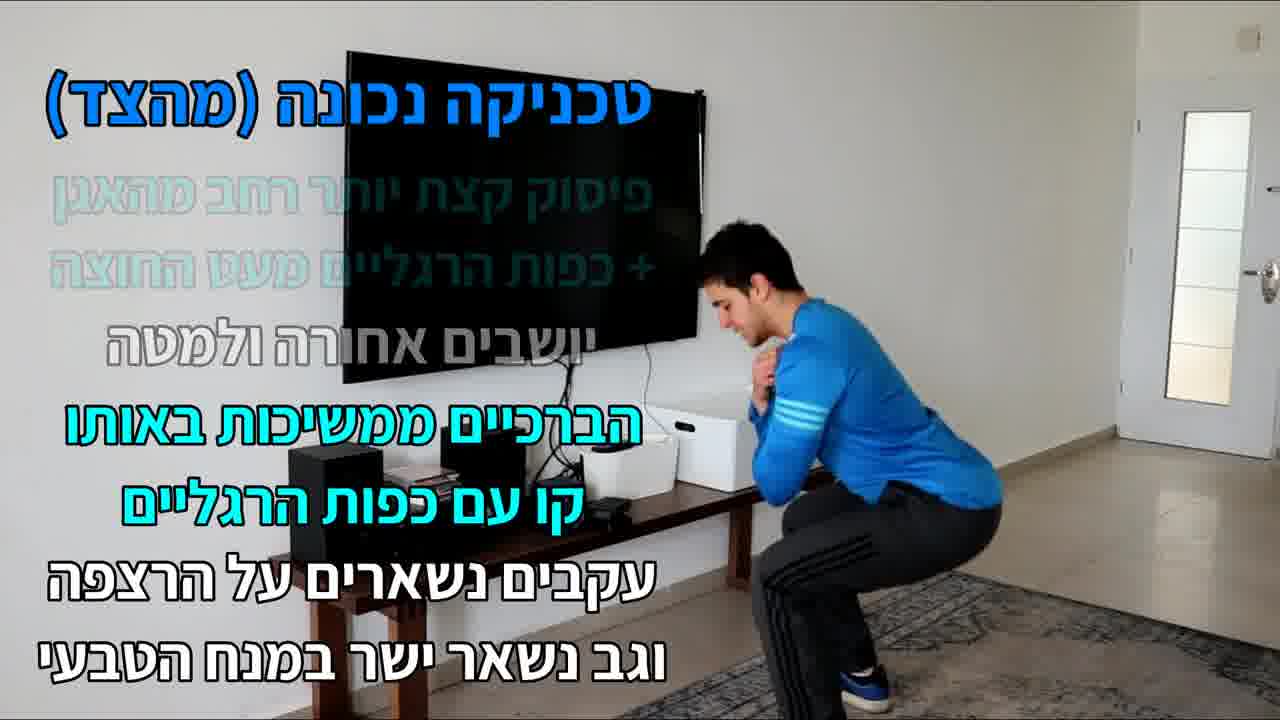 טכניקה נכונה (מהצד)
פיסוק קצת יותר רחב מהאגן
+ כפות הרגליים מעט החוצה
יושבים אחורה ולמטה
הברכיים ממשיכות באותו
קו עם כפות הרגליים
עקבים נשארים על הרצפה
וגב נשאר ישר במנח הטבעי